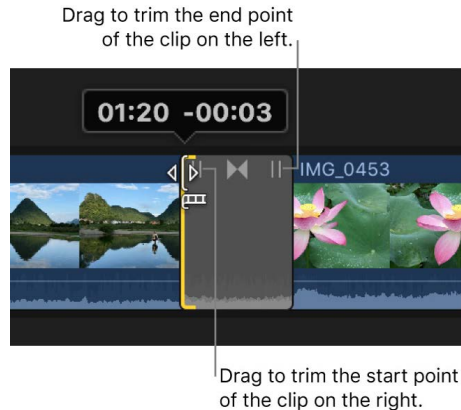 Drag to trim the end point
of the clip on the left.
01:20 -00:03
IMG_0453
Drag to trim the start point
of the clip on the right.